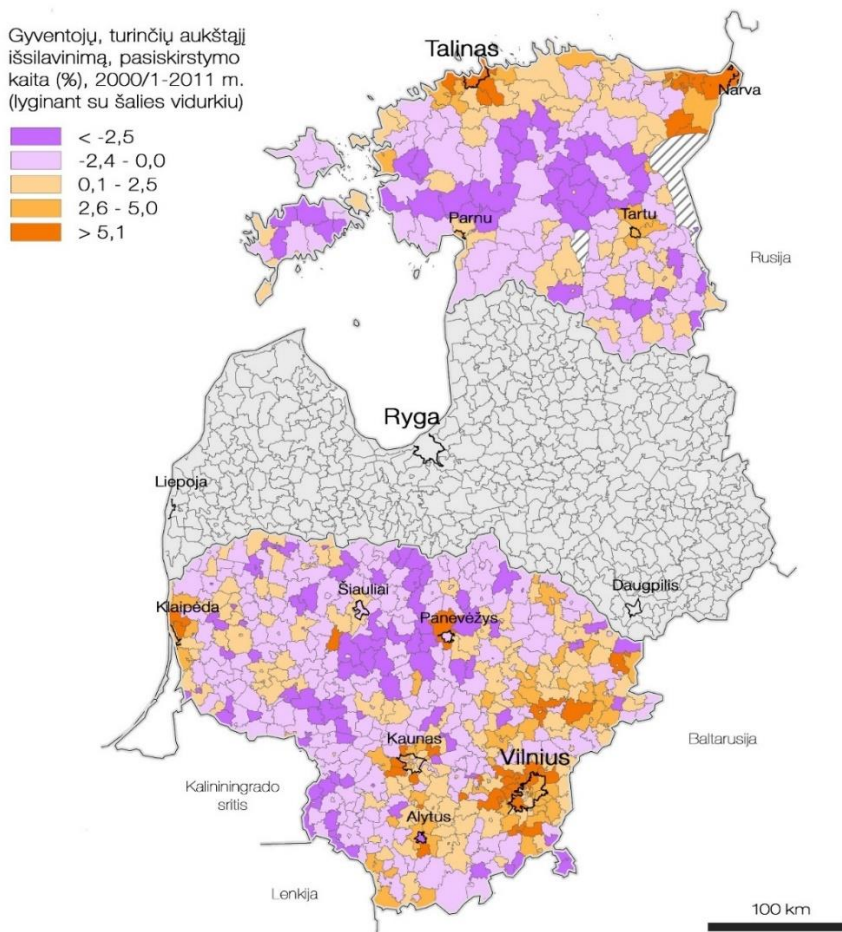 Gyventojų, turinčių aukštąjį
išsilavinimą, pasiskirstymo
kaita (%), 2000/1-2011 m.
(lyginant su šalies vidurkiu)
< -2,5
-2,4 - 0,0
0,1 - 2,5
2,6 - 5,0
> 5,1
Talinas
Narva
Parnu
Tartu
Rusija
Ryga
Liepoja
Daugpilis
Šiauliai
Klaipėda
Panevėžys
Kaunas
Vilnius
Baltarusija
Kalininingrado
sritis
Alytus
Lenkija
100 km